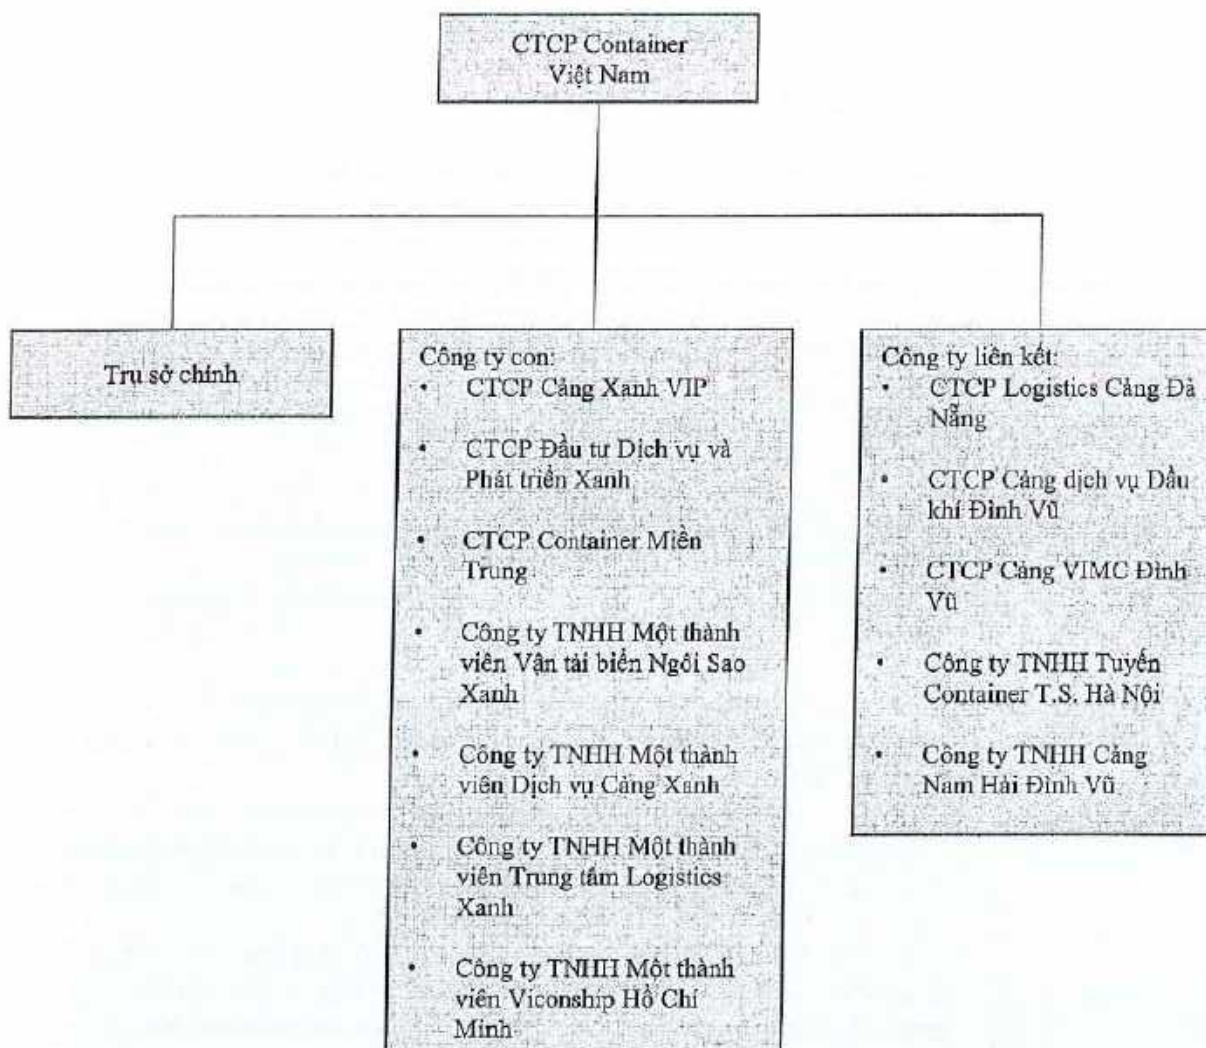 CTCP Container
Việt Nam
Trụ sở chính
Công ty con:
• CTCP Cảng Xanh VIP
• CTCP Đầu tư Dịch vụ và
Phát triển Xanh
• CTCP Container Miền
Trung
• Công ty TNHH Một thành
viên Vận tải biển Ngôi Sao
Xanh
• Công ty TNHH Một thành
viên Dịch vụ Cảng Xanh
• Công ty TNHH Một thành
viên Trung tâm Logistics
Xanh
• Công ty TNHH Một thành
viên Viconship Hồ Chí
Minh
Công ty liên kết:
• CTCP Logistics Cảng Đà
Nẵng
• CTCP Cảng dịch vụ Dầu
khí Đình Vũ
• CTCP Cảng VIMC Đình
Vũ
• Công ty TNHH Tuyến
Container T.S. Hà Nội
• Công ty TNHH Cảng
Nam Hải Đình Vũ